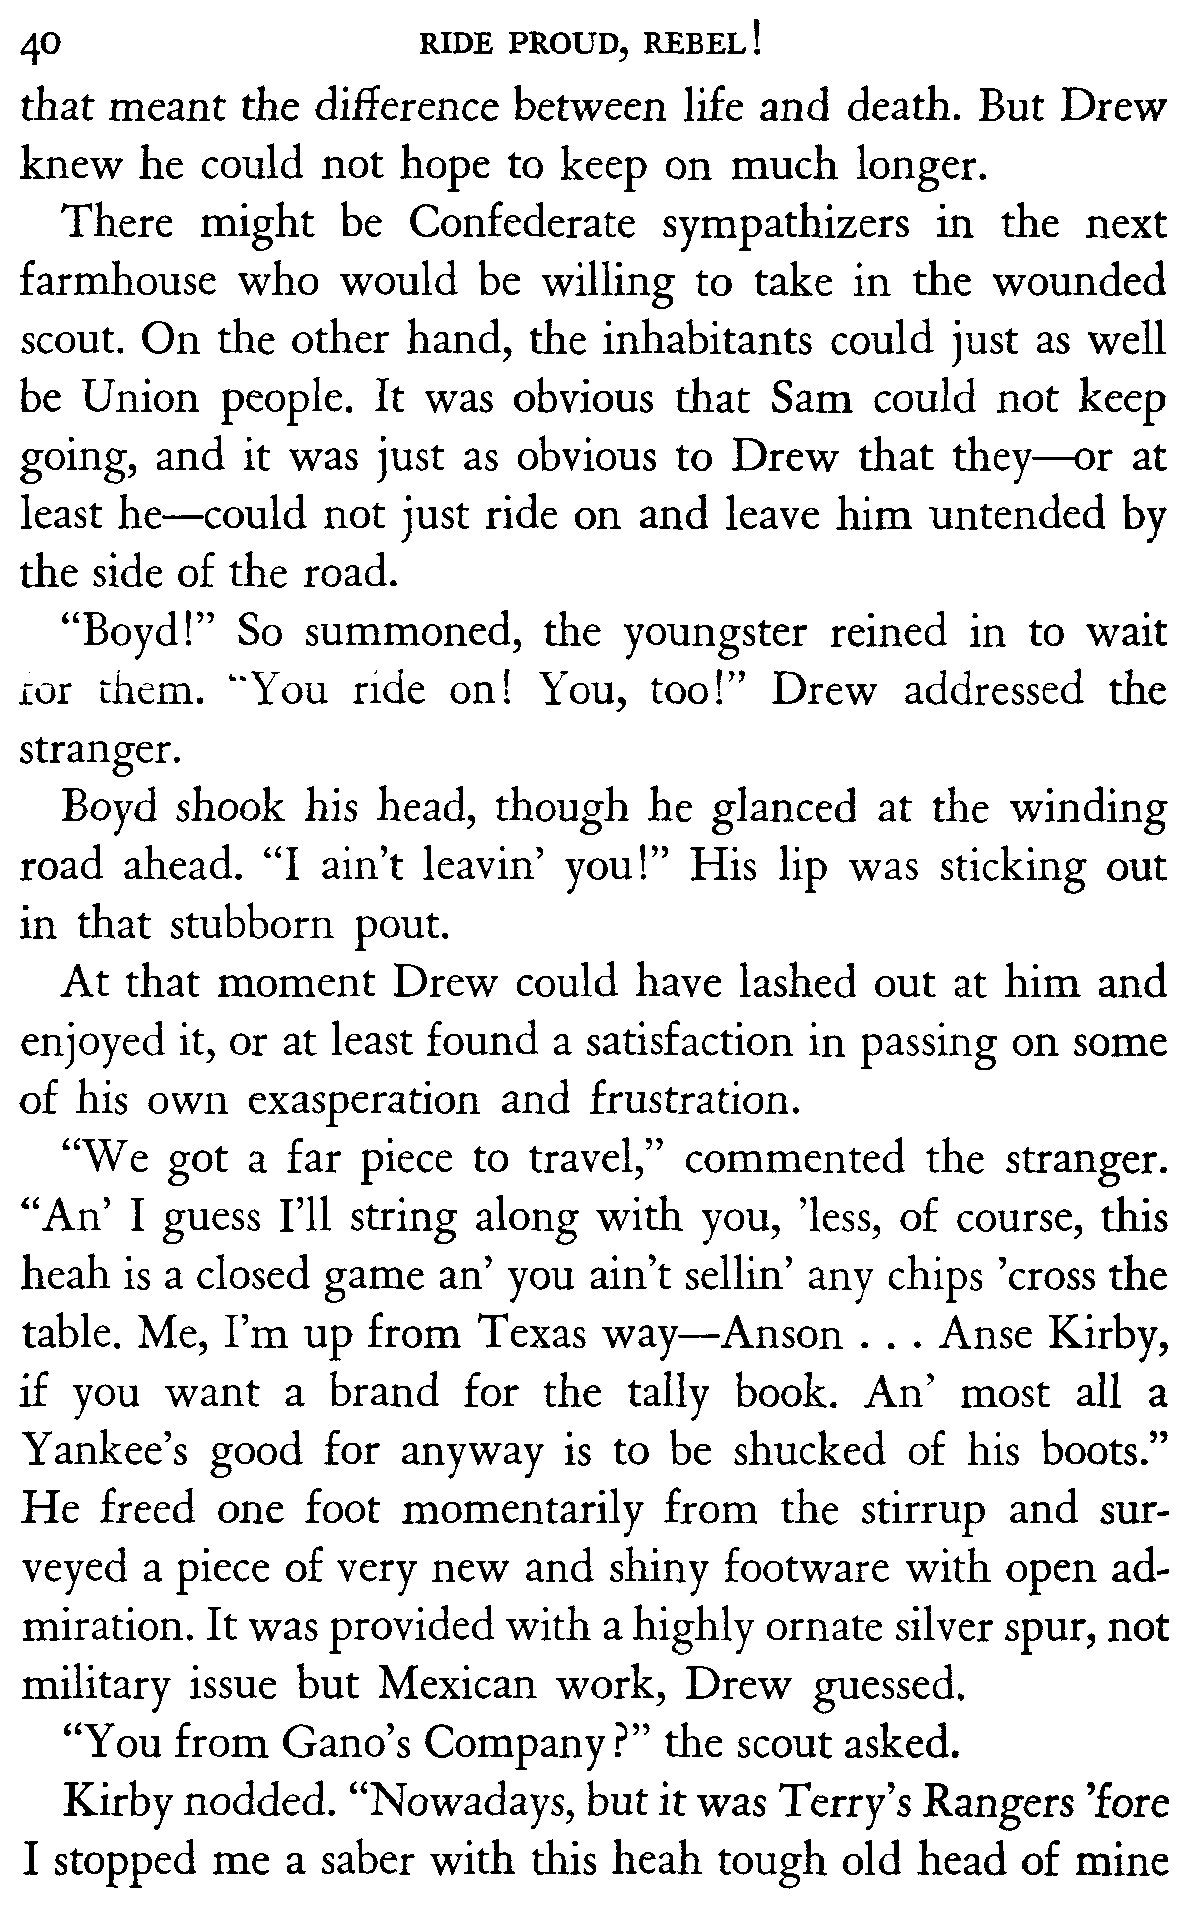 40 RIDE PROUD, REBEL!
that meant the difference between life and death. But Drew
knew he could not hope to keep on much longer.
There might be Confederate sympathizers in the next
farmhouse who would be willing to take in the wounded
scout. On the other hand, the inhabitants could just as well
be Union people. It was obvious that Sam could not keep
going, and it was just as obvious to Drew that they—or at
least he—could not just ride on and leave him untended by
the side of the road.
“Boyd!” So summoned, the youngster reined in to wait
for them. “You ride on! You, too!” Drew addressed the
stranger.
Boyd shook his head, though he glanced at the winding
road ahead. “I ain’t leavin’ you!” His lip was sticking out
in that stubborn pout.
At that moment Drew could have lashed out at him and
enjoyed it, or at least found a satisfaction in passing on some
of his own exasperation and frustration.
“We got a far piece to travel,” commented the stranger.
“An’ I guess I’ll string along with you, ’less, of course, this
heah is a closed game an’ you ain’t sellin’ any chips ’cross the
table. Me, I’m up from Texas way—Anson . . . Anse Kirby,
if you want a brand for the tally book. An’ most all a
Yankee’s good for anyway is to be shucked of his boots.”
He freed one foot momentarily from the stirrup and sur-
veyed a piece of very new and shiny footware with open ad-
miration. It was provided with a highly ornate silver spur, not
military issue but Mexican work, Drew guessed.
“You from Gano’s Company?” the scout asked.
Kirby nodded. “Nowadays, but it was Terry’s Rangers ’fore
I stopped me a saber with this heah tough old head of mine